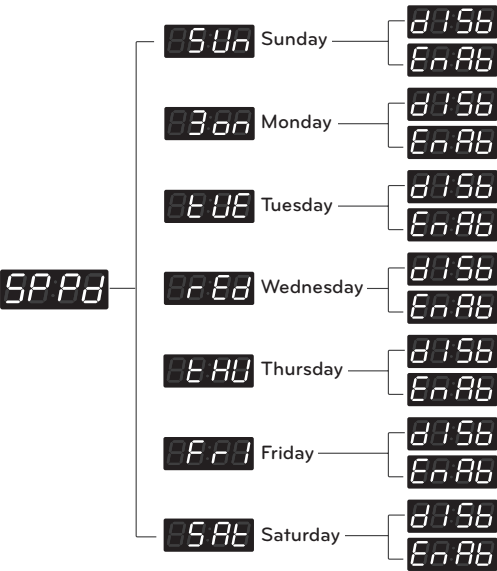 SUn Sunday dISb
EnAb
3on Monday dISb
EnAb
tUE Tuesday dISb
EnAb
SPPd
rEd Wednesday dISb
EnAb
tHU Thursday dISb
EnAb
FrI Friday dISb
EnAb
SAt Saturday dISb
EnAb